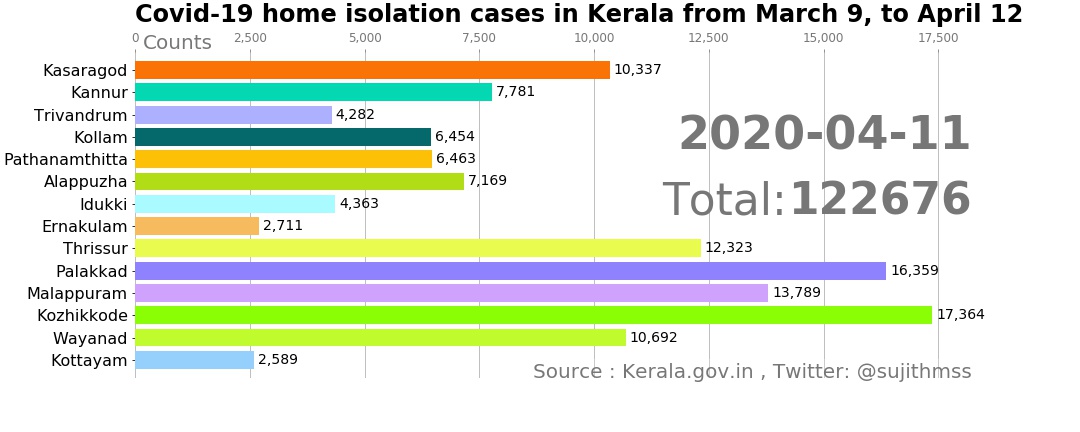 Covid-19 home isolation cases in Kerala from March 9, to April 12
0 2,500 5,000 7,500 10,000 12,500 15,000 17,500
Counts
Kasaragod 10,337
Kannur 7,781
Trivandrum 4,282
Kollam 6,454
2020-04-11
Pathanamthitta 6,463
Alappuzha 7,169
Idukki 4,363
Total:122676
Ernakulam 2,711
Thrissur 12,323
Palakkad 16,359
Malappuram 13,789
Kozhikkode 17,364
Wayanad 10,692
Kottayam 2,589
Source : Kerala.gov.in , Twitter: @sujithmss